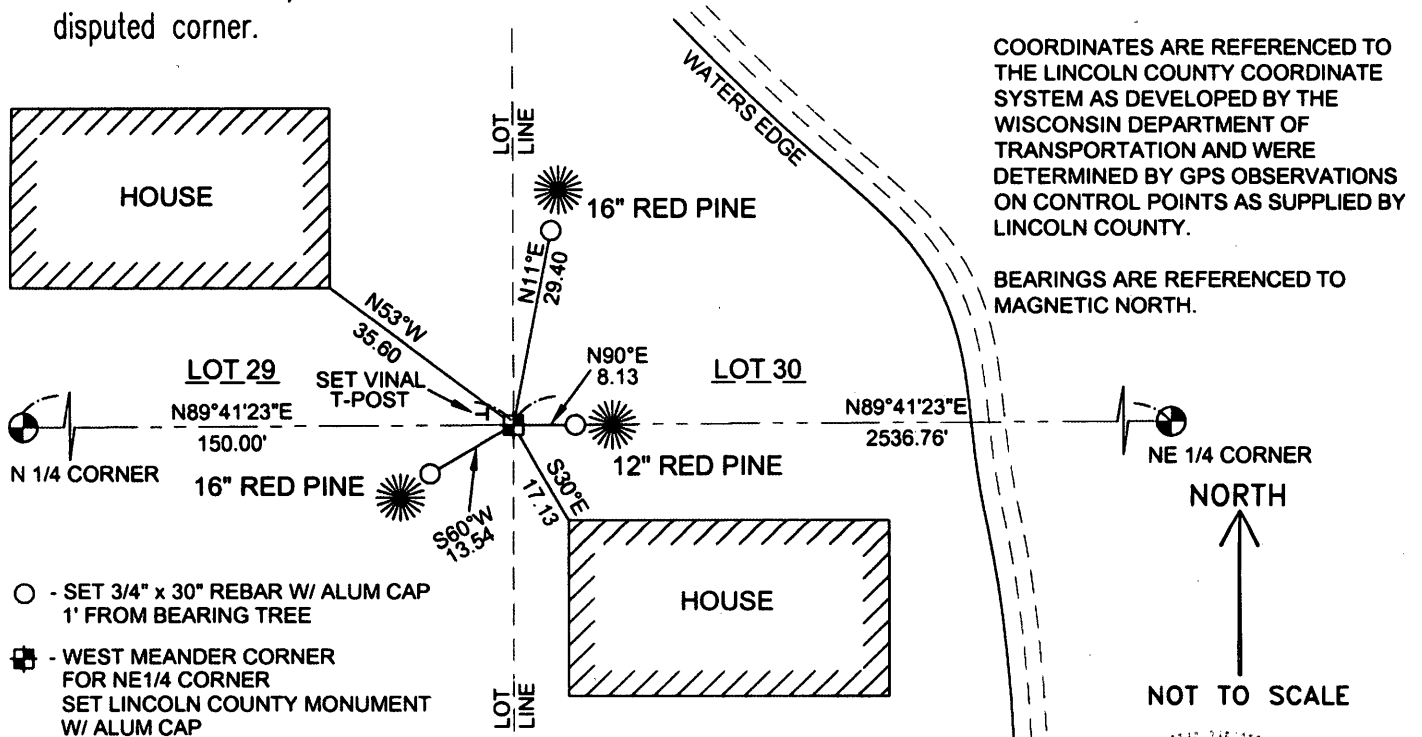 disputed corner.
COORDINATES ARE REFERENCED TO
THE LINCOLN COUNTY COORDINATE
SYSTEM AS DEVELOPED BY THE
WISCONSIN DEPARTMENT OF
TRANSPORTATION AND WERE
DETERMINED BY GPS OBSERVATIONS
ON CONTROL POINTS AS SUPPLIED BY
LINCOLN COUNTY.
BEARINGS ARE REFERENCED TO
MAGNETIC NORTH.
LOT
LINE
WATERS EDGE
HOUSE
16" RED PINE
N11°E
29.40
N53°W
35.60
LOT 29
SET VINAL
T-POST
T
N90°E
8.13
LOT 30
N89°41'23"E
150.00'
N89°41'23"E
2536.76'
N 1/4 CORNER
NE 1/4 CORNER
16" RED PINE
12" RED PINE
S60°W
13.54
S30°E
17.13
NORTH
HOUSE
- SET 3/4" x 30" REBAR W/ ALUM CAP
1' FROM BEARING TREE
- WEST MEANDER CORNER
FOR NE1/4 CORNER
SET LINCOLN COUNTY MONUMENT
W/ ALUM CAP
LOT
LINE
NOT TO SCALE